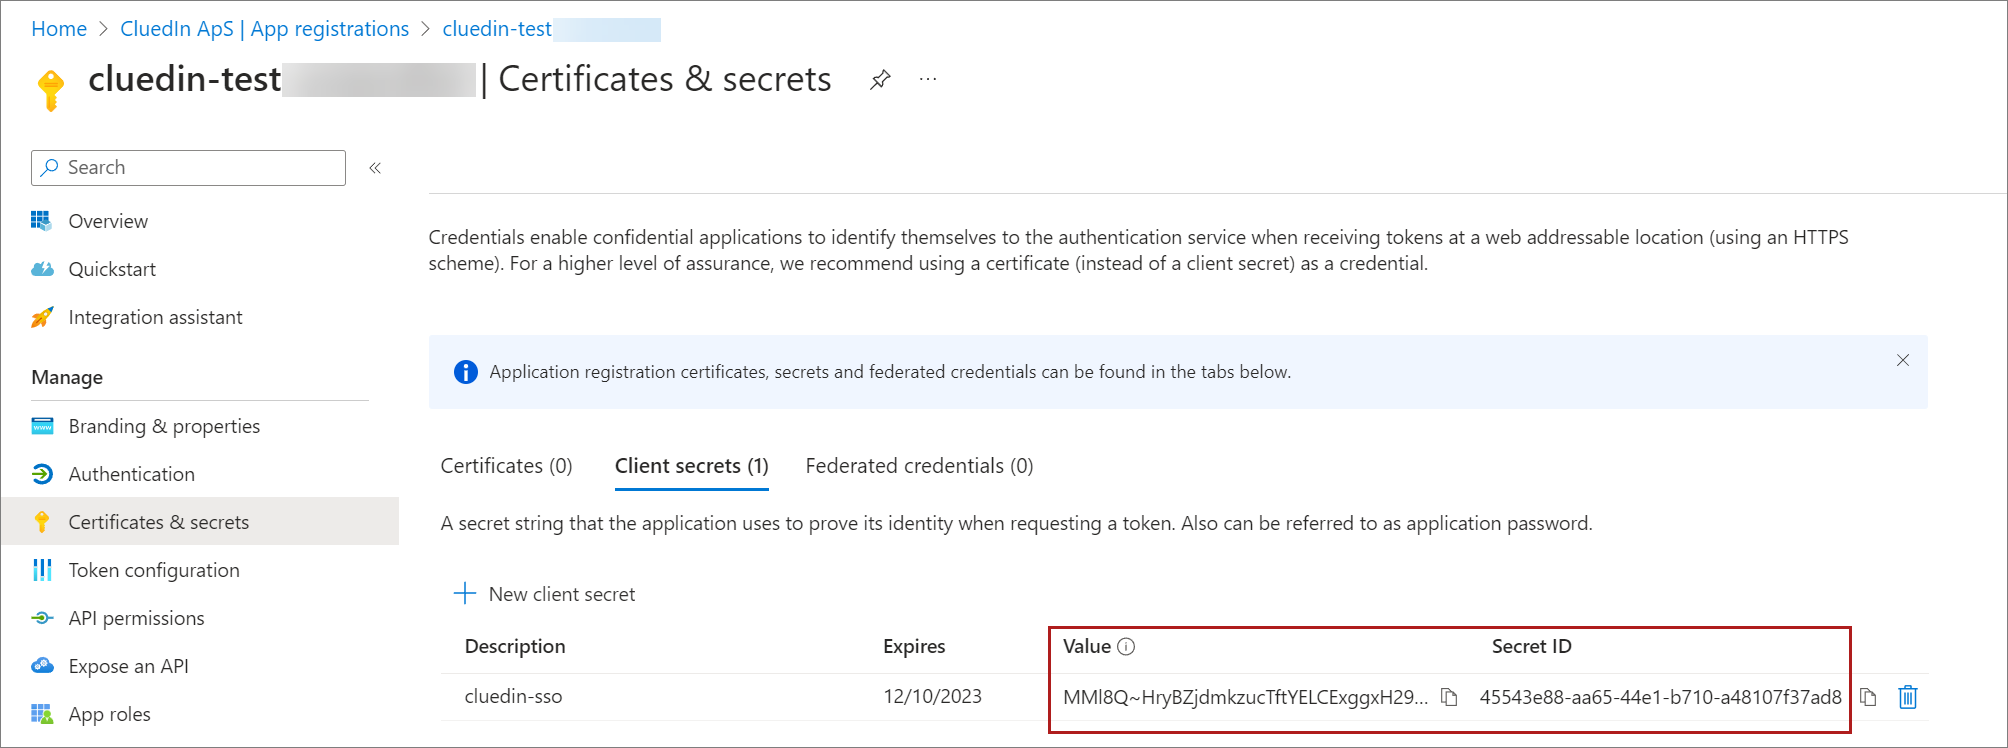 Home > CluedIn ApS | App registrations > cluedin-test
cluedin-test | Certificates & secrets ...
Search «
Overview
Quickstart
Integration assistant
Manage
Branding & properties
Authentication
Certificates & secrets
Token configuration
API permissions
Expose an API
App roles
Credentials enable confidential applications to identify themselves to the authentication service when receiving tokens at a web addressable location (using an HTTPS
scheme). For a higher level of assurance, we recommend using a certificate (instead of a client secret) as a credential.
Application registration certificates, secrets and federated credentials can be found in the tabs below.
Certificates (0) Client secrets (1) Federated credentials (0)
A secret string that the application uses to prove its identity when requesting a token. Also can be referred to as application password.
New client secret
Description Expires Value Secret ID
cluedin-sso 12/10/2023 MMl8Q~HryBZjdmkzucTftYELCExggxH29... 45543e88-aa65-44e1-b710-a48107f37ad8